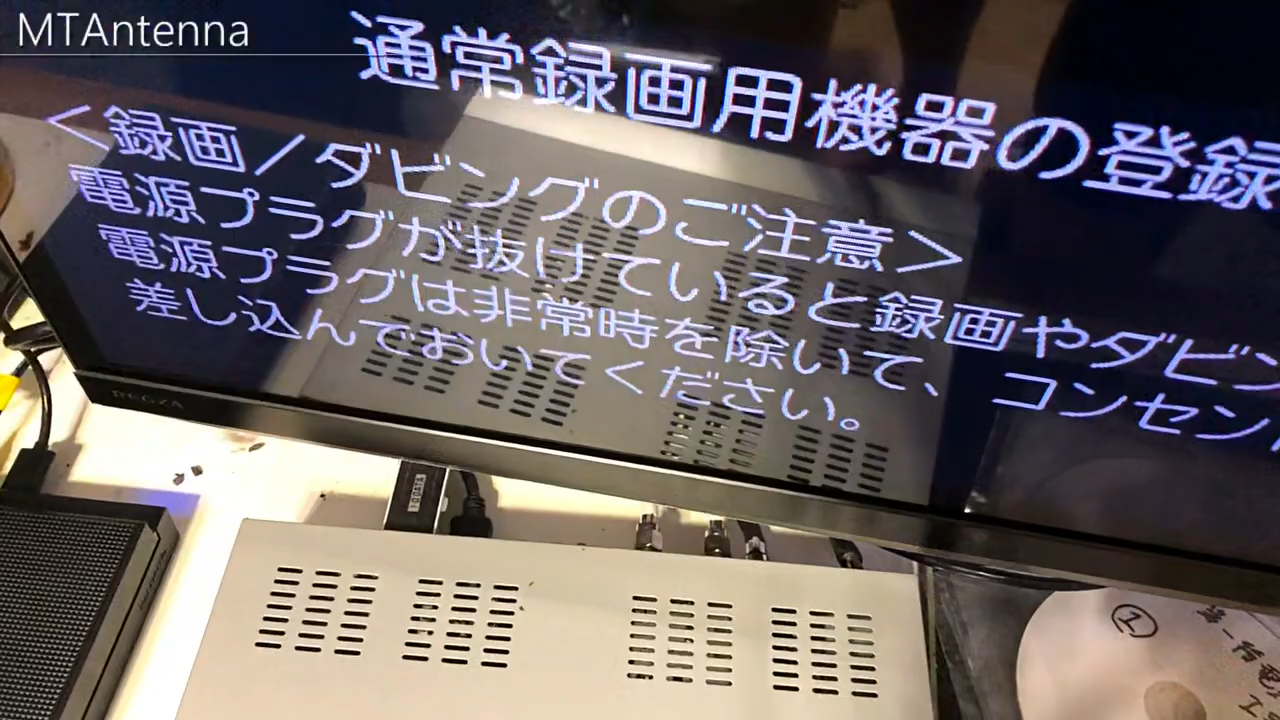 MTAntenna
通常録画用機器の登録
<録画/ダビングのご注意>
電源プラグが抜けていると録画やダビン
電源プラグは非常時を除いて、コンセン
差し込んでおいてください。
REGZA
①